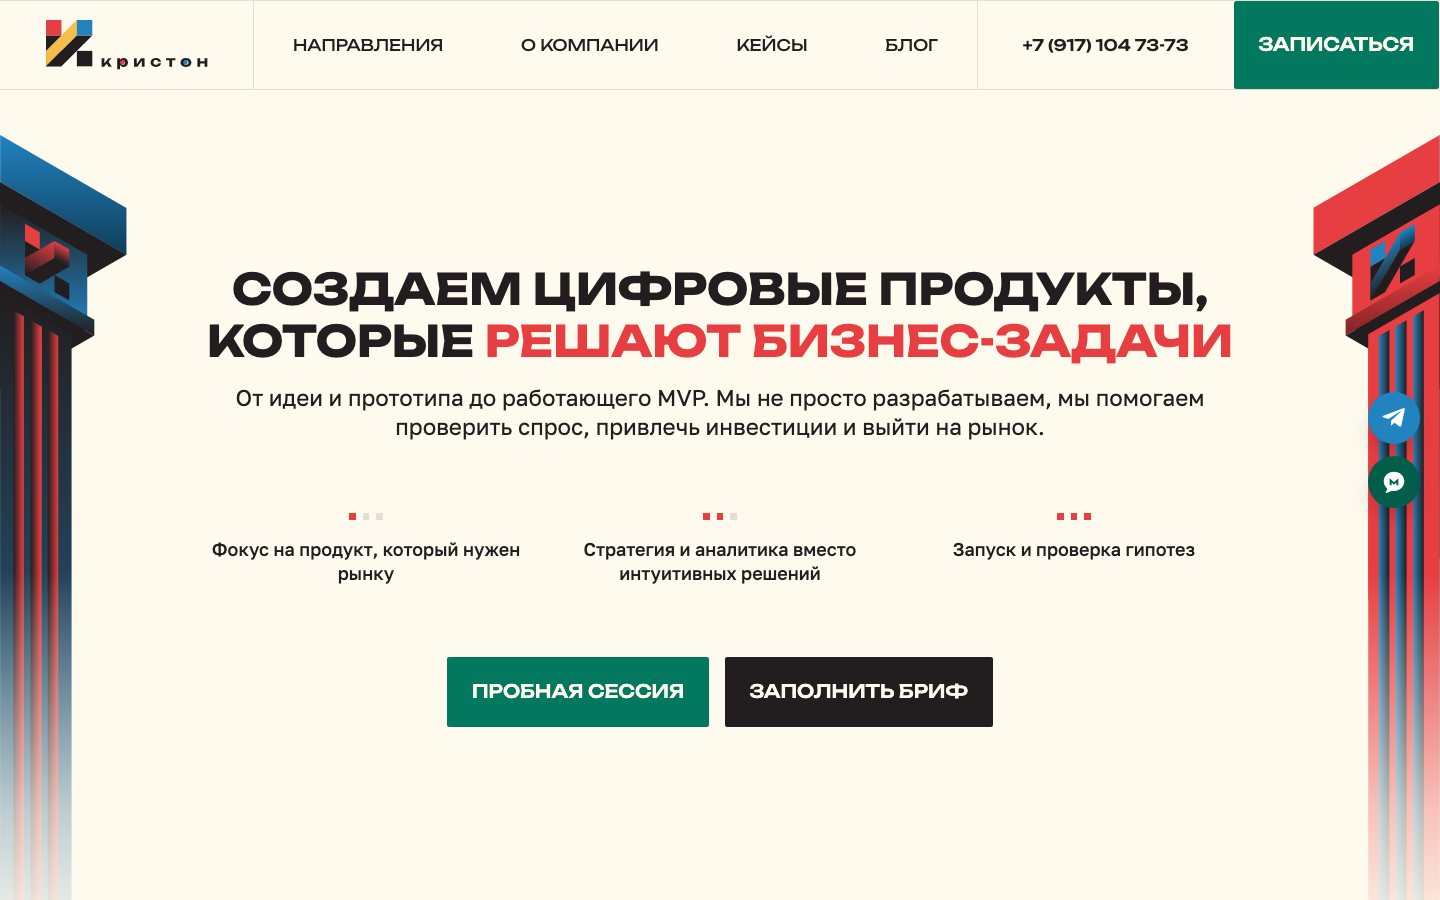 кристон
НАПРАВЛЕНИЯ
О КОМПАНИИ
КЕЙСЫ
БЛОГ
+7 (917) 104 73-73
ЗАПИСАТЬСЯ
СОЗДАЕМ ЦИФРОВЫЕ ПРОДУКТЫ,
КОТОРЫЕ РЕШАЮТ БИЗНЕС-ЗАДАЧИ
От идеи и прототипа до работающего MVP. Мы не просто разрабатываем, мы помогаем
проверить спрос, привлечь инвестиции и выйти на рынок.
Фокус на продукт, который нужен
рынку
Стратегия и аналитика вместо
интуитивных решений
Запуск и проверка гипотез
ПРОБНАЯ СЕССИЯ
ЗАПОЛНИТЬ БРИФ